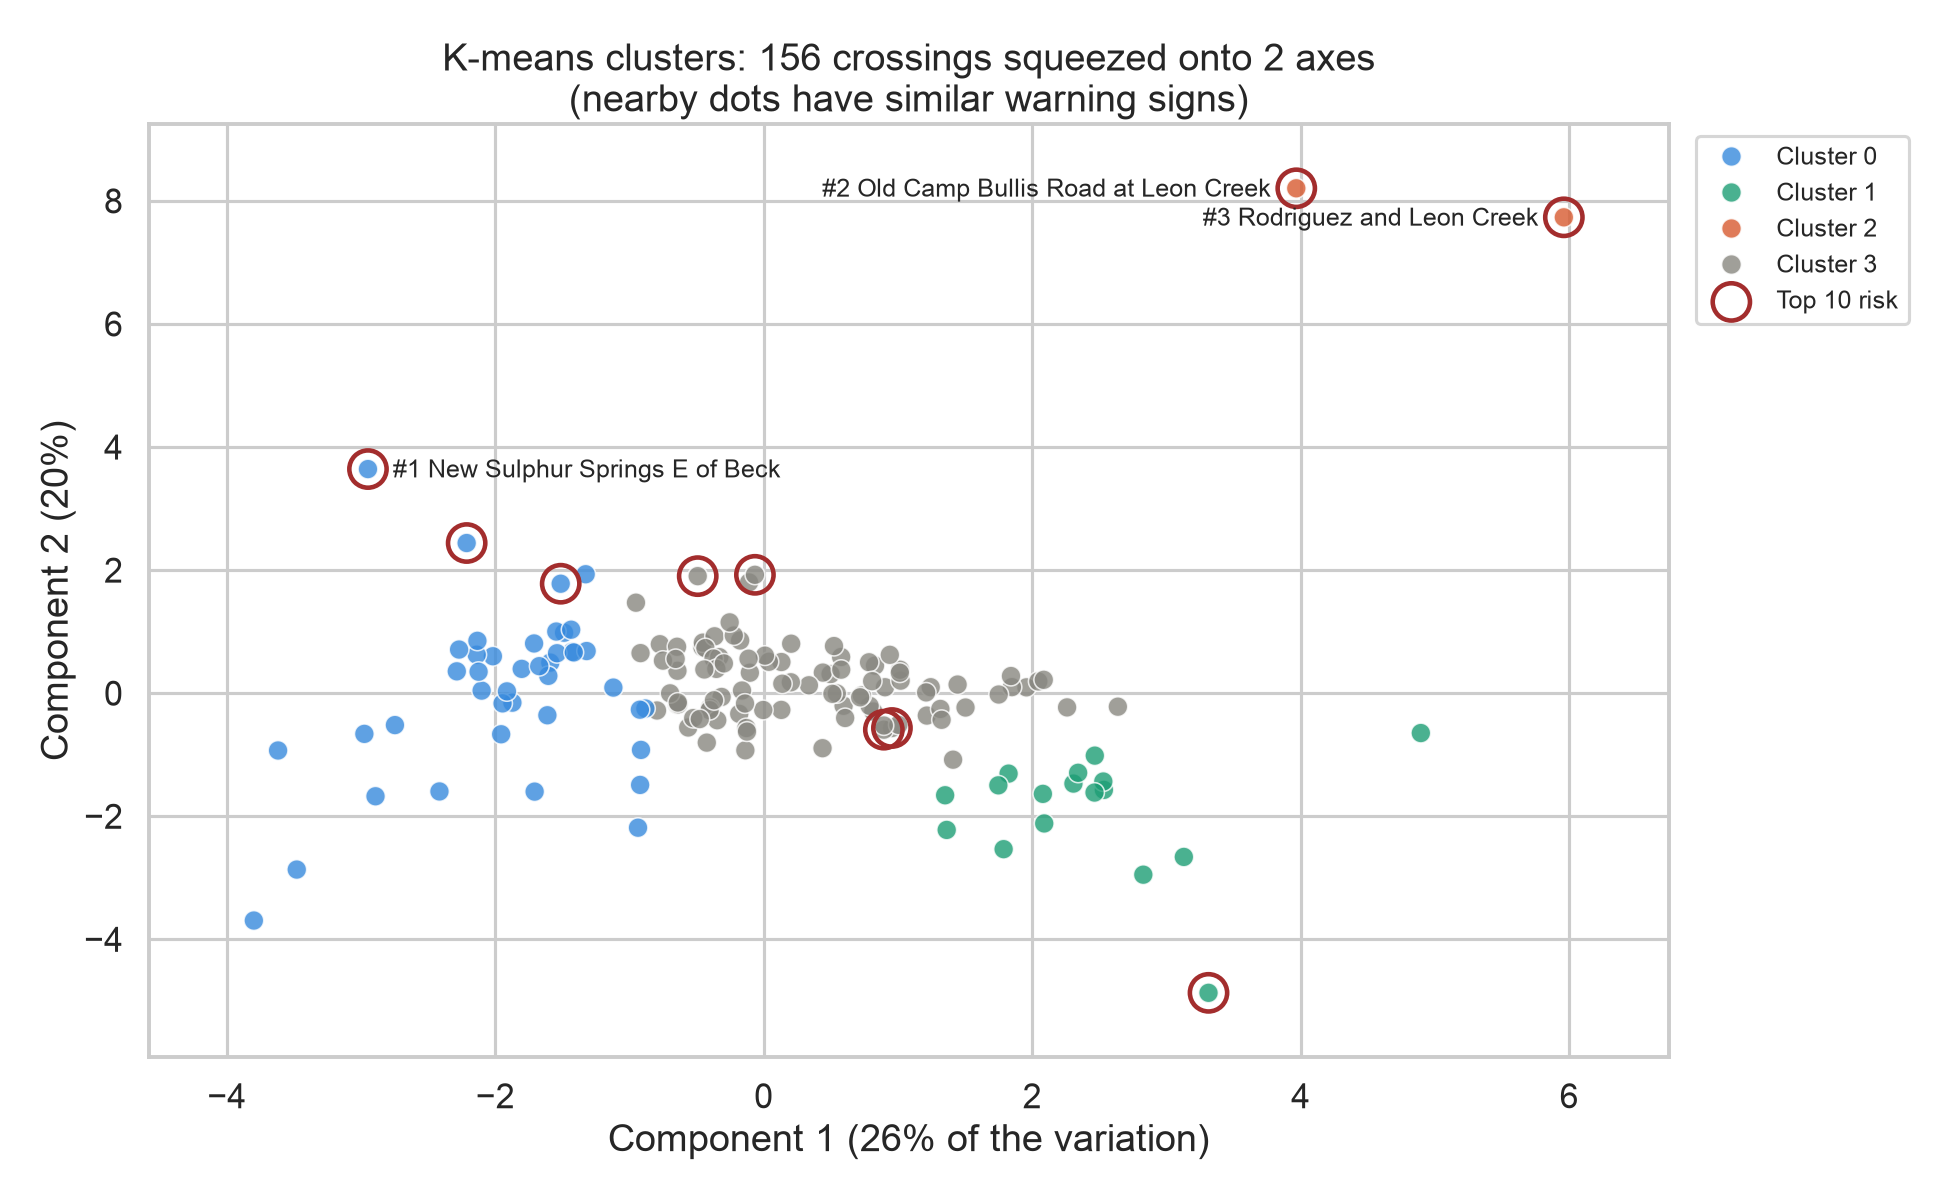 K-means clusters: 156 crossings squeezed onto 2 axes
(nearby dots have similar warning signs)
Cluster 0
Cluster 1
Cluster 2
Cluster 3
Top 10 risk
#2 Old Camp Bullis Road at Leon Creek
#3 Rodriguez and Leon Creek
#1 New Sulphur Springs E of Beck
Component 2 (20%)
8
6
4
2
0
−2
−4
−4
−2
0
2
4
6
Component 1 (26% of the variation)